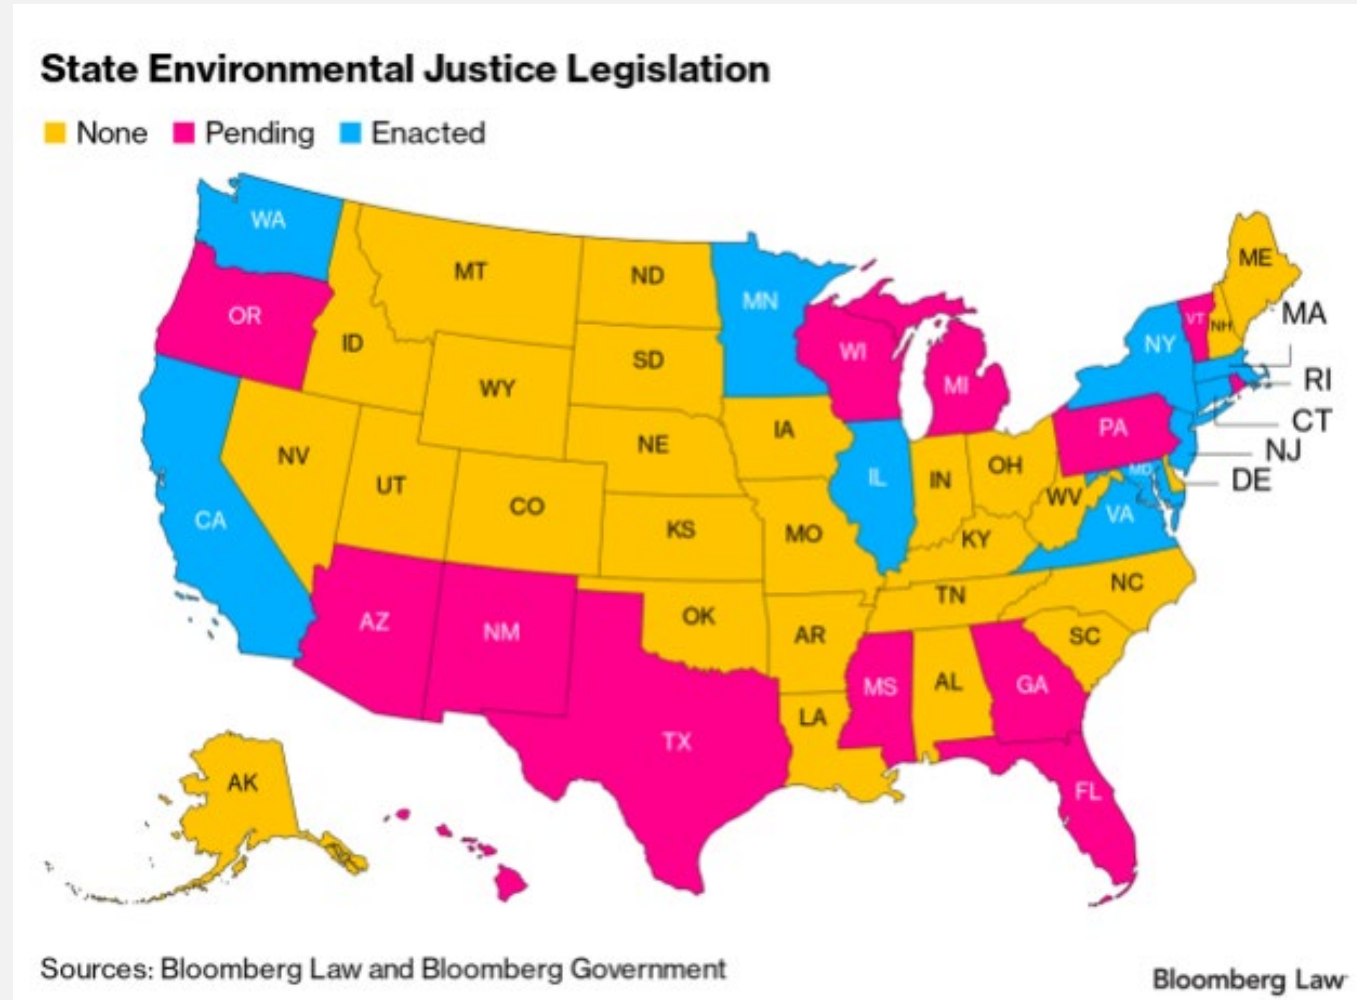 State Environmental Justice Legislation
None Pending Enacted
WA
MT
ND
MN
ME
OR
ID
SD
WI
MI
NY
VT
NH
MA
WY
RI
IA
PA
CT
NV
NE
NJ
UT
IL
IN
OH
MD
DE
CO
WV
CA
KS
MO
KY
VA
NC
TN
AZ
NM
OK
AR
SC
MS
AL
GA
LA
TX
AK
FL
Sources: Bloomberg Law and Bloomberg Government
Bloomberg Law